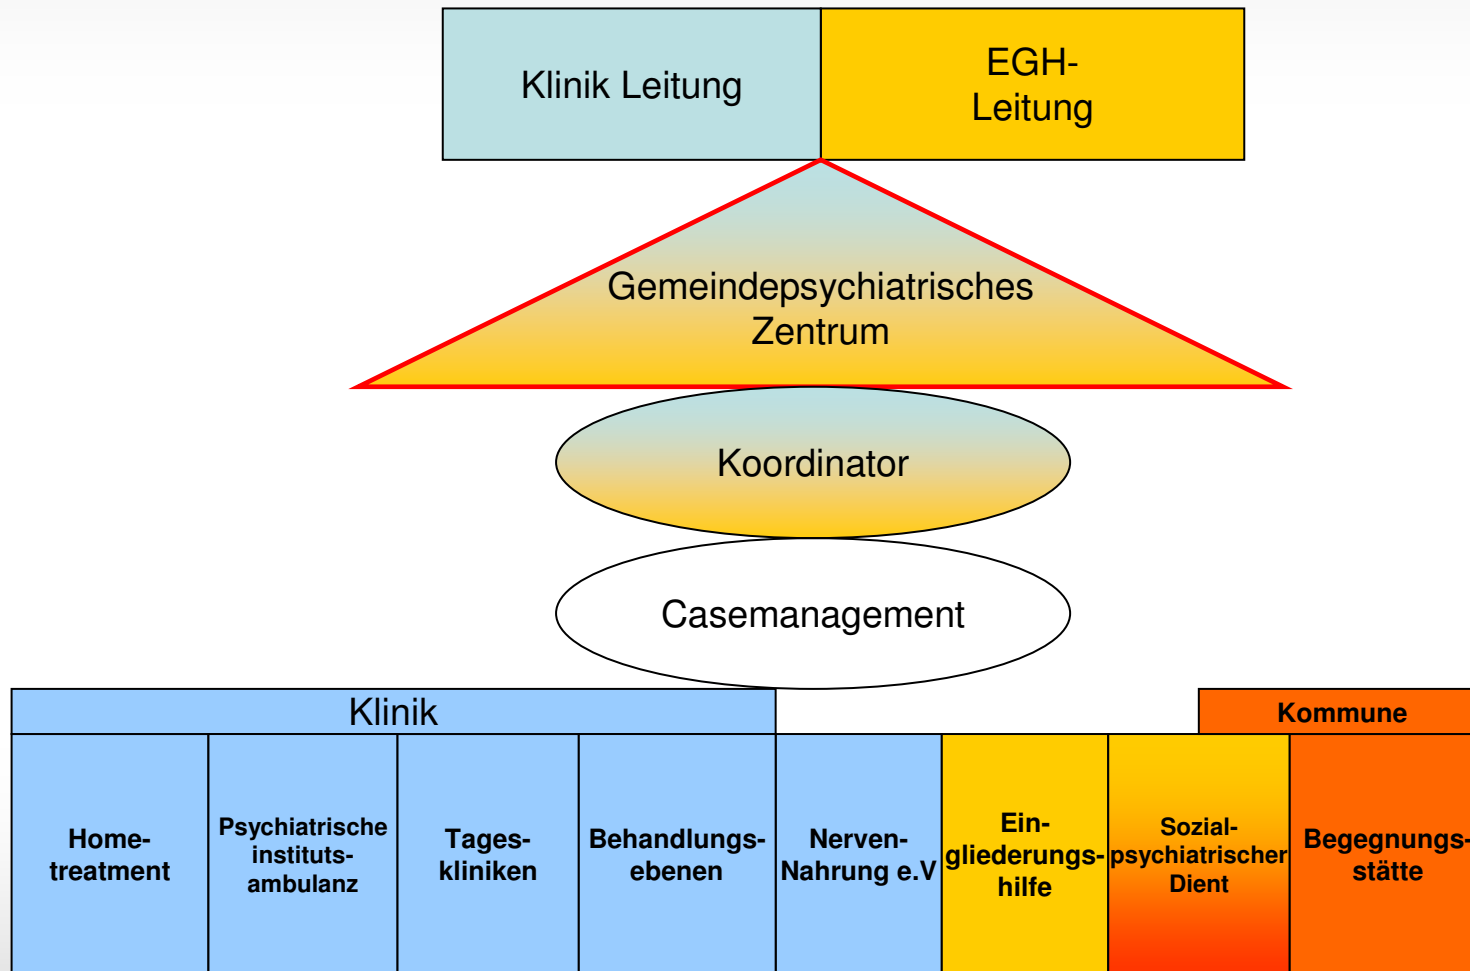 Klinik Leitung
EGH-
Leitung
Gemeindepsychiatrisches
Zentrum
Koordinator
Casemanagement
Klinik
Kommune
Home-
treatment
Psychiatrische
instituts-
ambulanz
Tages-
kliniken
Behandlungs-
ebenen
Nerven-
Nahrung e.V
Ein-
gliederungs-
hilfe
Sozial-
psychiatrischer
Dient
Begegnungs-
stätte